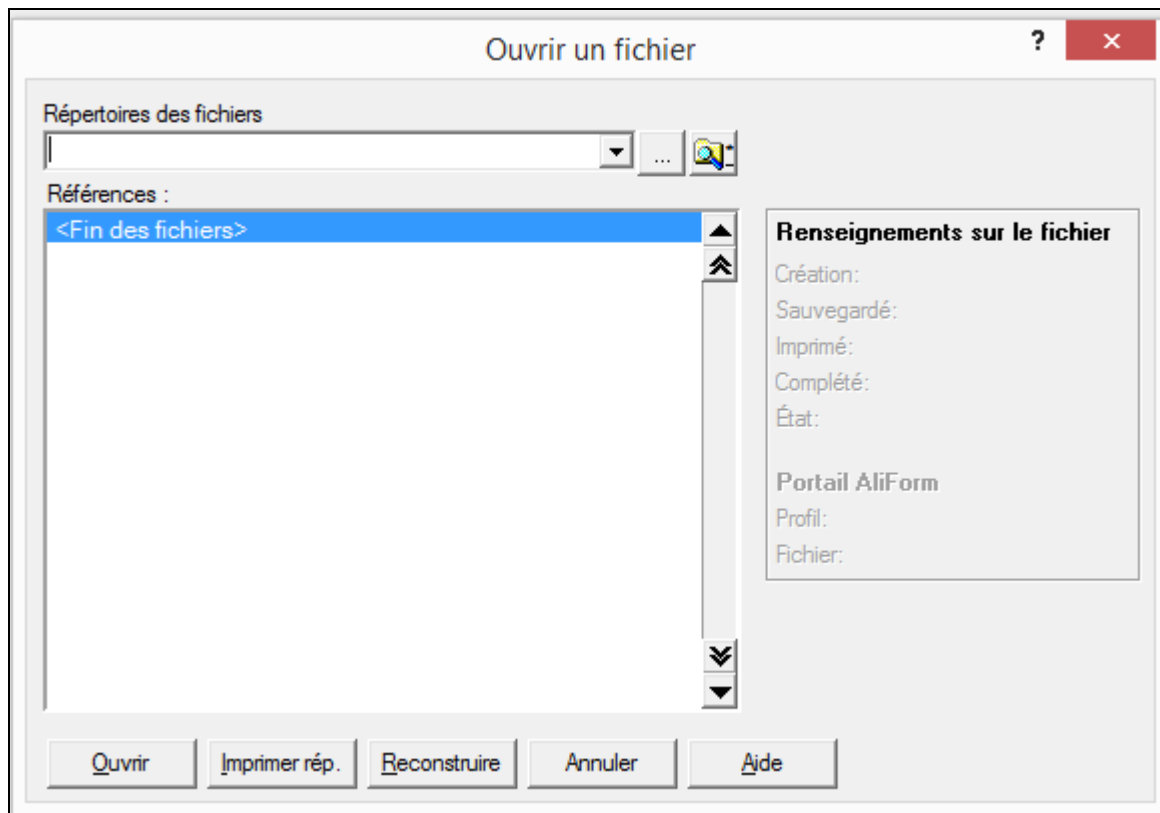 Ouvrir un fichier
?
Répertoires des fichiers
...
Références :
<Fin des fichiers>
Renseignements sur le fichier
Création:
Sauvegardé:
Imprimé:
Complété:
État:
Portail AliForm
Profil:
Fichier:
Ouvrir
Imprimer rép.
Reconstruire
Annuler
Aide